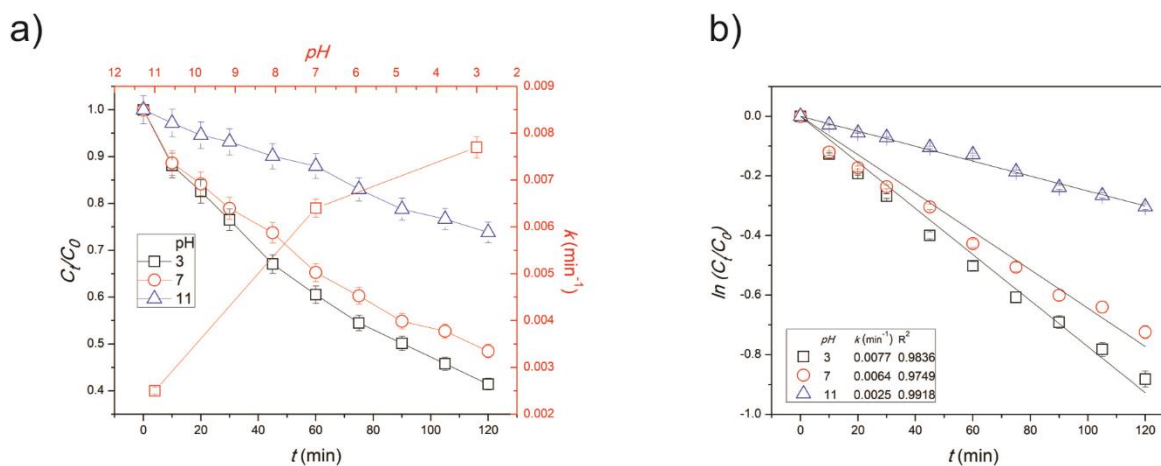 a)
pH
12 11 10 9 8 7 6 5 4 3 2
1.0
0.9
0.8
0.7
0.6
0.5
0.4
Ct/C0
pH
3
7
11
0.009
0.008
0.007
0.006
0.005
0.004
0.003
0.002
k (min-1)
0 20 40 60 80 100 120
t (min)
b)
0.0
-0.2
-0.4
-0.6
-0.8
-1.0
ln (Ct/C0)
pH k (min-1) R2
3 0.0077 0.9836
7 0.0064 0.9749
11 0.0025 0.9918
0 20 40 60 80 100 120
t (min)